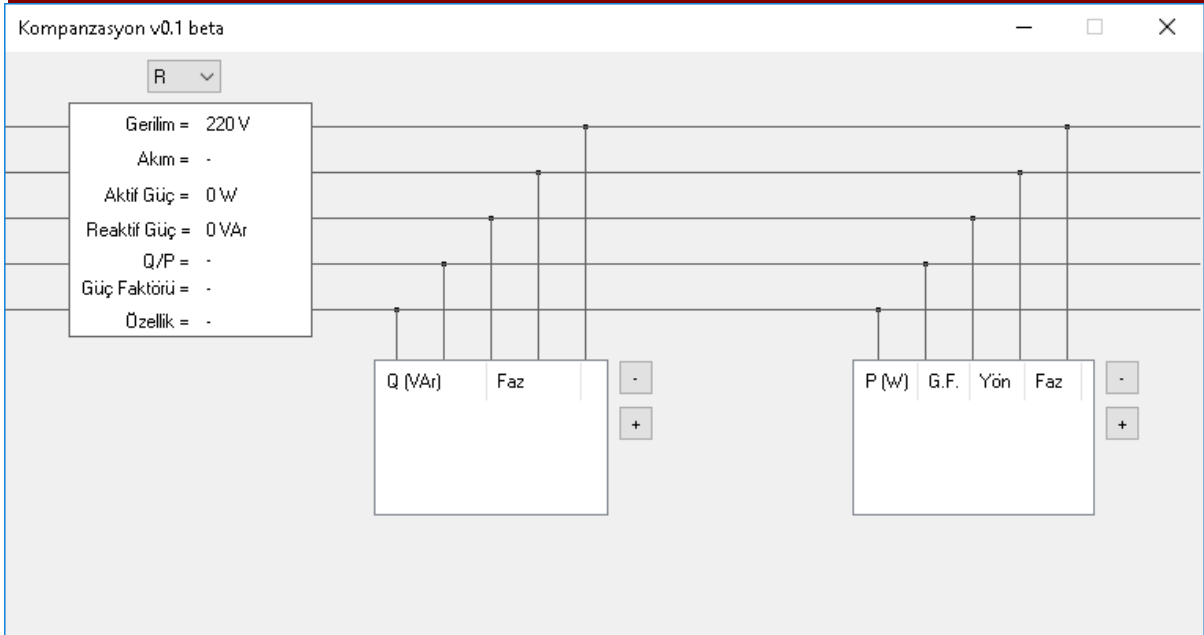 Kompanzasyon v0.1 beta
R
Gerilim = 220 V
Akım = -
Aktif Güç = 0 W
Reaktif Güç = 0 VAr
Q/P = -
Güç Faktörü = -
Özellik = -
Q (VAr) Faz
-
+
P (W) G.F. Yön Faz
-
+